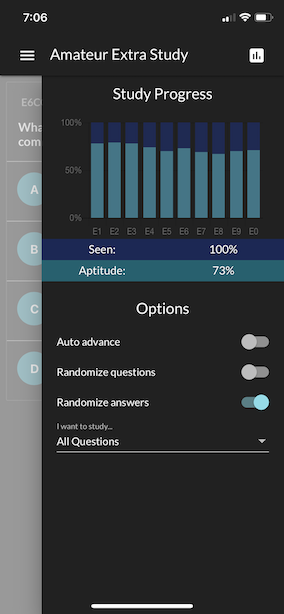 7:06
Amateur Extra Study
Study Progress
100%
50%
0%
E1 E2 E3 E4 E5 E6 E7 E8 E9 E0
Seen: 100%
Aptitude: 73%
Options
Auto advance
Randomize questions
Randomize answers
I want to study...
All Questions
Wha
com
A
B
C
D